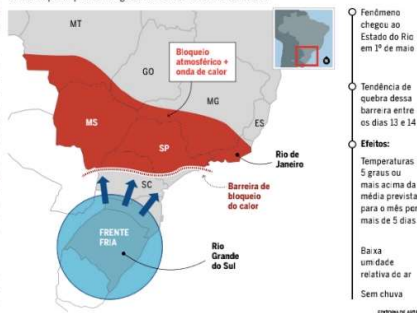 MT
GO
MG
ES
MS
SP
SC
Bloqueio
atmosférico +
onda de calor
Rio de
Janeiro
Barreira de
bloqueio
do calor
FRENTE
FRIA
Rio
Grande
do Sul
Fenômeno
chegou ao
Estado do Rio
em 1º de maio
Tendência de
quebra dessa
barreira entre
os dias 13 e 14
Efeitos:
Temperaturas
5 graus ou
mais acima da
média prevista
para o mês por
mais de 5 dias
Baixa
umidade
relativa do ar
Sem chuva
EDITORIA DE ARTE